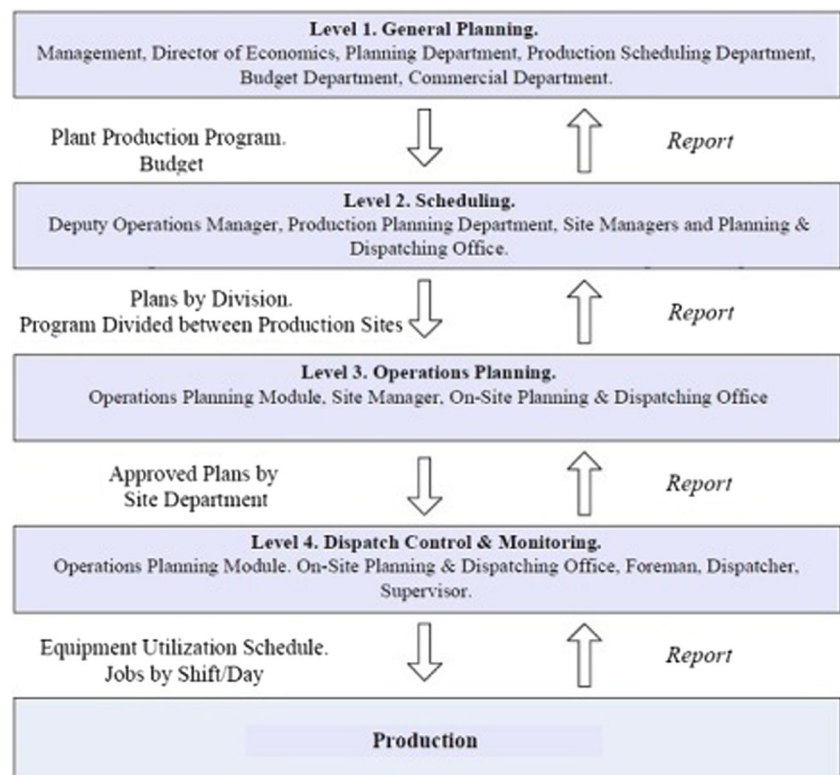 Level 1. General Planning.
Management, Director of Economics, Planning Department, Production Scheduling Department,
Budget Department, Commercial Department.
Plant Production Program.
Budget
Report
Level 2. Scheduling.
Deputy Operations Manager, Production Planning Department, Site Managers and Planning &
Dispatching Office.
Plans by Division.
Program Divided between Production Sites
Report
Level 3. Operations Planning.
Operations Planning Module, Site Manager, On-Site Planning & Dispatching Office
Approved Plans by
Site Department
Report
Level 4. Dispatch Control & Monitoring.
Operations Planning Module. On-Site Planning & Dispatching Office, Foreman, Dispatcher,
Supervisor.
Equipment Utilization Schedule.
Jobs by Shift/Day
Report
Production